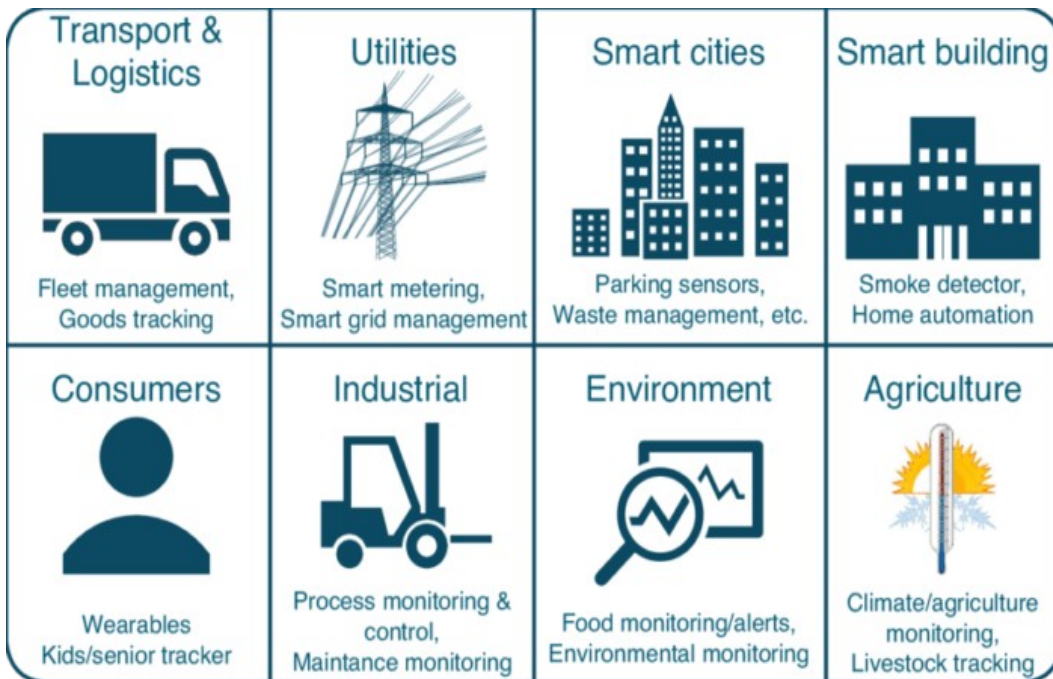 Transport &
Logistics
Fleet management,
Goods tracking
Utilities
Smart metering,
Smart grid management
Smart cities
Parking sensors,
Waste management, etc.
Smart building
Smoke detector,
Home automation
Consumers
Wearables
Kids/senior tracker
Industrial
Process monitoring &
control,
Maintance monitoring
Environment
Food monitoring/alerts,
Environmental monitoring
Agriculture
Climate/agriculture
monitoring,
Livestock tracking